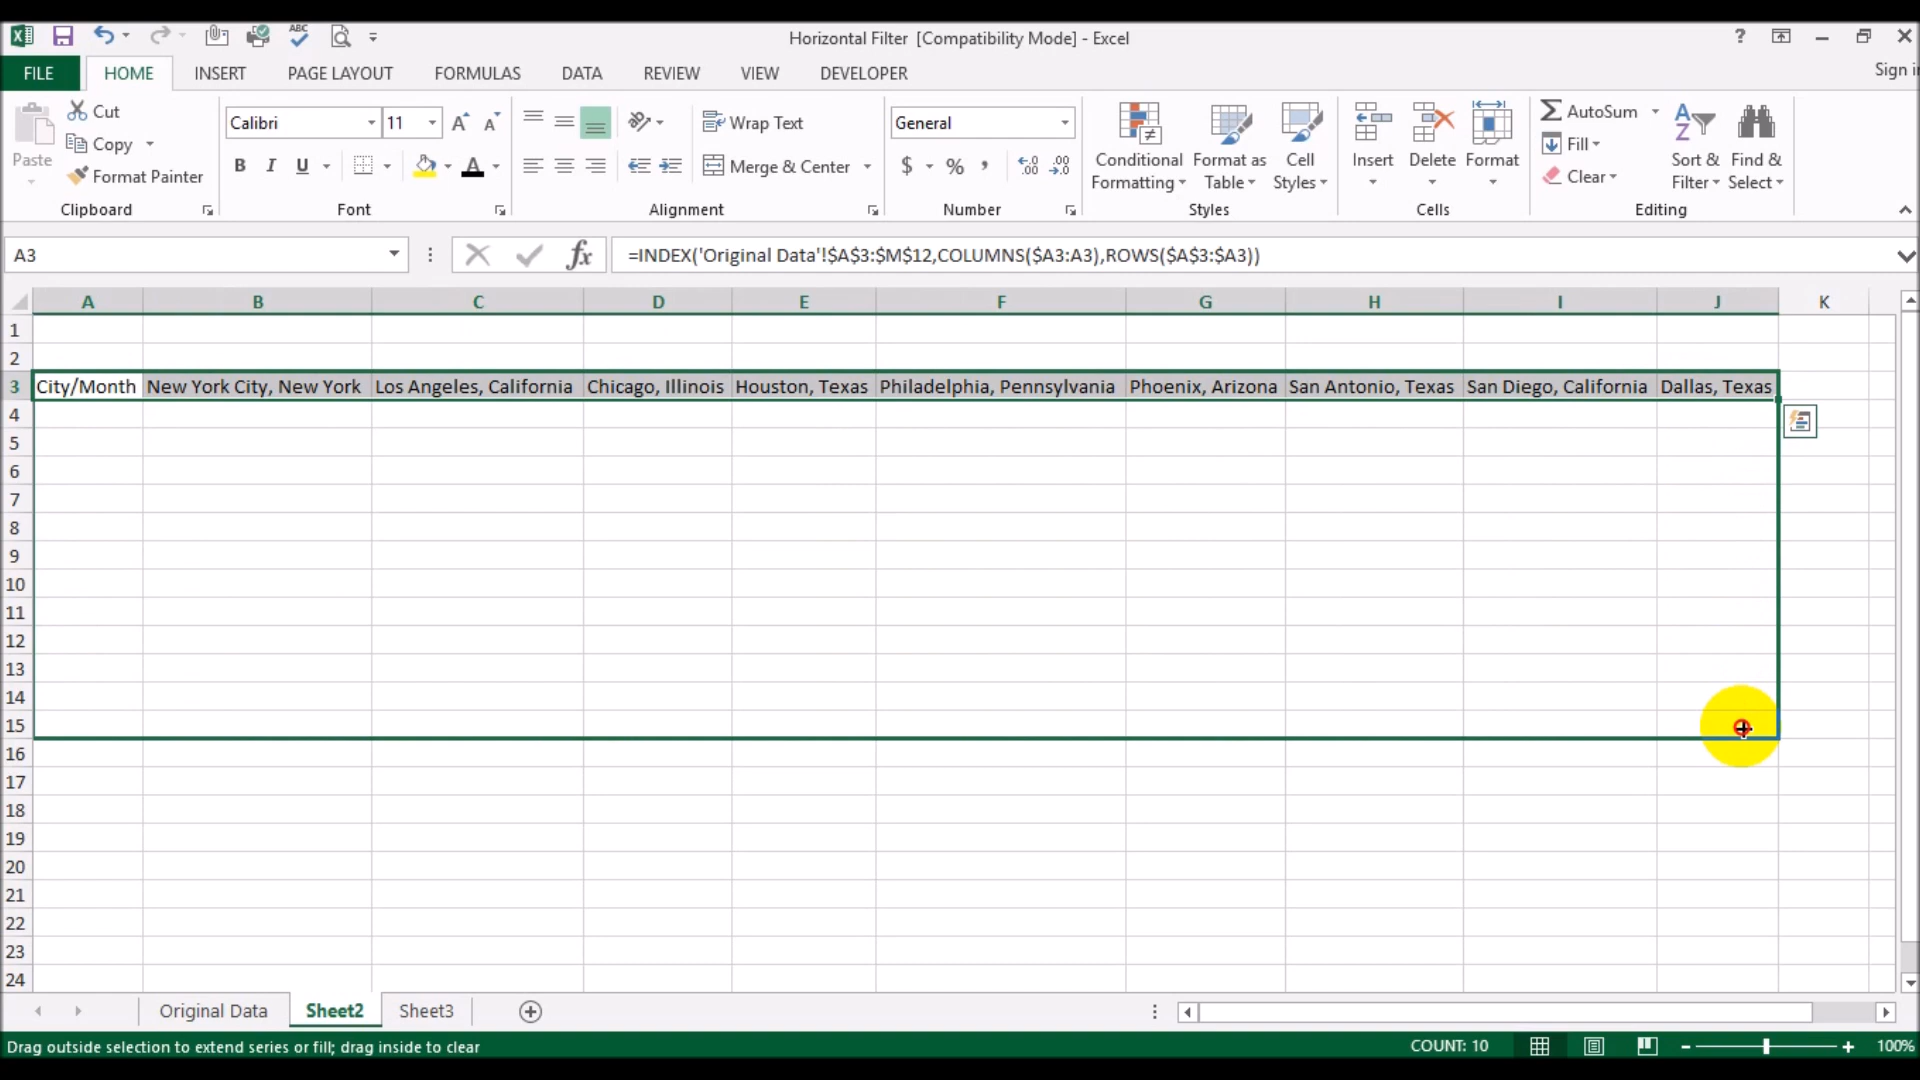 Horizontal Filter [Compatibility Mode] - Excel
?
Sign i
FILE HOME INSERT PAGE LAYOUT FORMULAS DATA REVIEW VIEW DEVELOPER
Paste
Cut
Copy
Format Painter
Clipboard
Calibri 11
B I U
Font
Wrap Text
Merge & Center
Alignment
General
$ % ,
Number
Conditional Formatting
Format as Table
Cell Styles
Styles
Insert Delete Format
Cells
AutoSum
Fill
Clear
Sort & Filter
Find & Select
Editing
A3 fx =INDEX('Original Data'!$A$3:$M$12,COLUMNS($A3:A3),ROWS($A$3:$A3))
A B C D E F G H I J K
1
2
3 City/Month New York City, New York Los Angeles, California Chicago, Illinois Houston, Texas Philadelphia, Pennsylvania Phoenix, Arizona San Antonio, Texas San Diego, California Dallas, Texas
4
5
6
7
8
9
10
11
12
13
14
15
16
17
18
19
20
21
22
23
24
Original Data Sheet2 Sheet3
Drag outside selection to extend series or fill; drag inside to clear COUNT: 10 100%